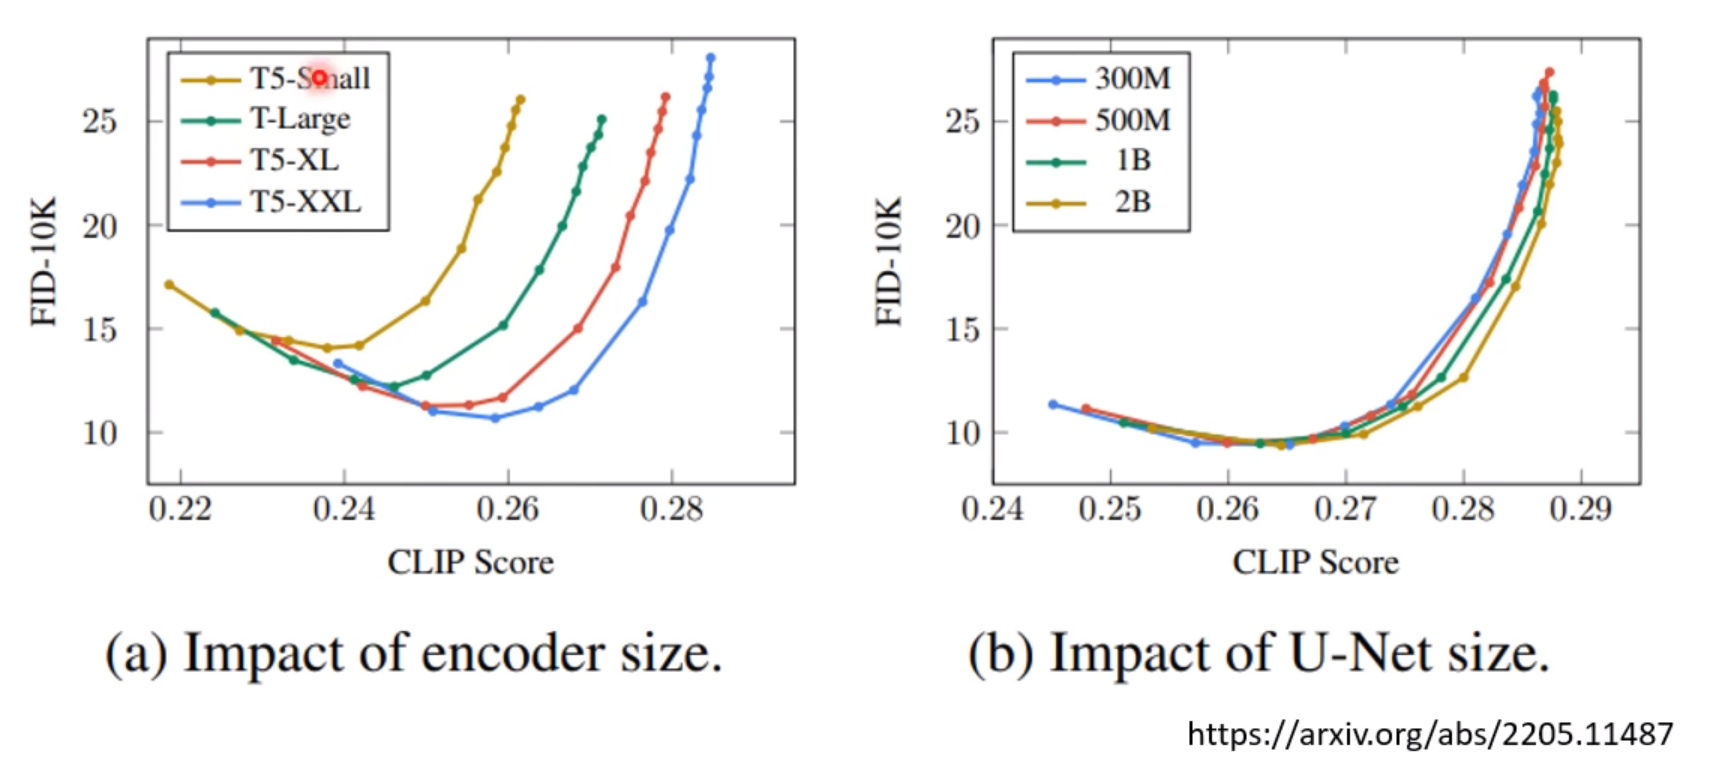 T5-Small
T-Large
T5-XL
T5-XXL
25
20
15
10
FID-10K
0.22 0.24 0.26 0.28
CLIP Score
(a) Impact of encoder size.
300M
500M
1B
2B
25
20
15
10
FID-10K
0.24 0.25 0.26 0.27 0.28 0.29
CLIP Score
(b) Impact of U-Net size.
https://arxiv.org/abs/2205.11487